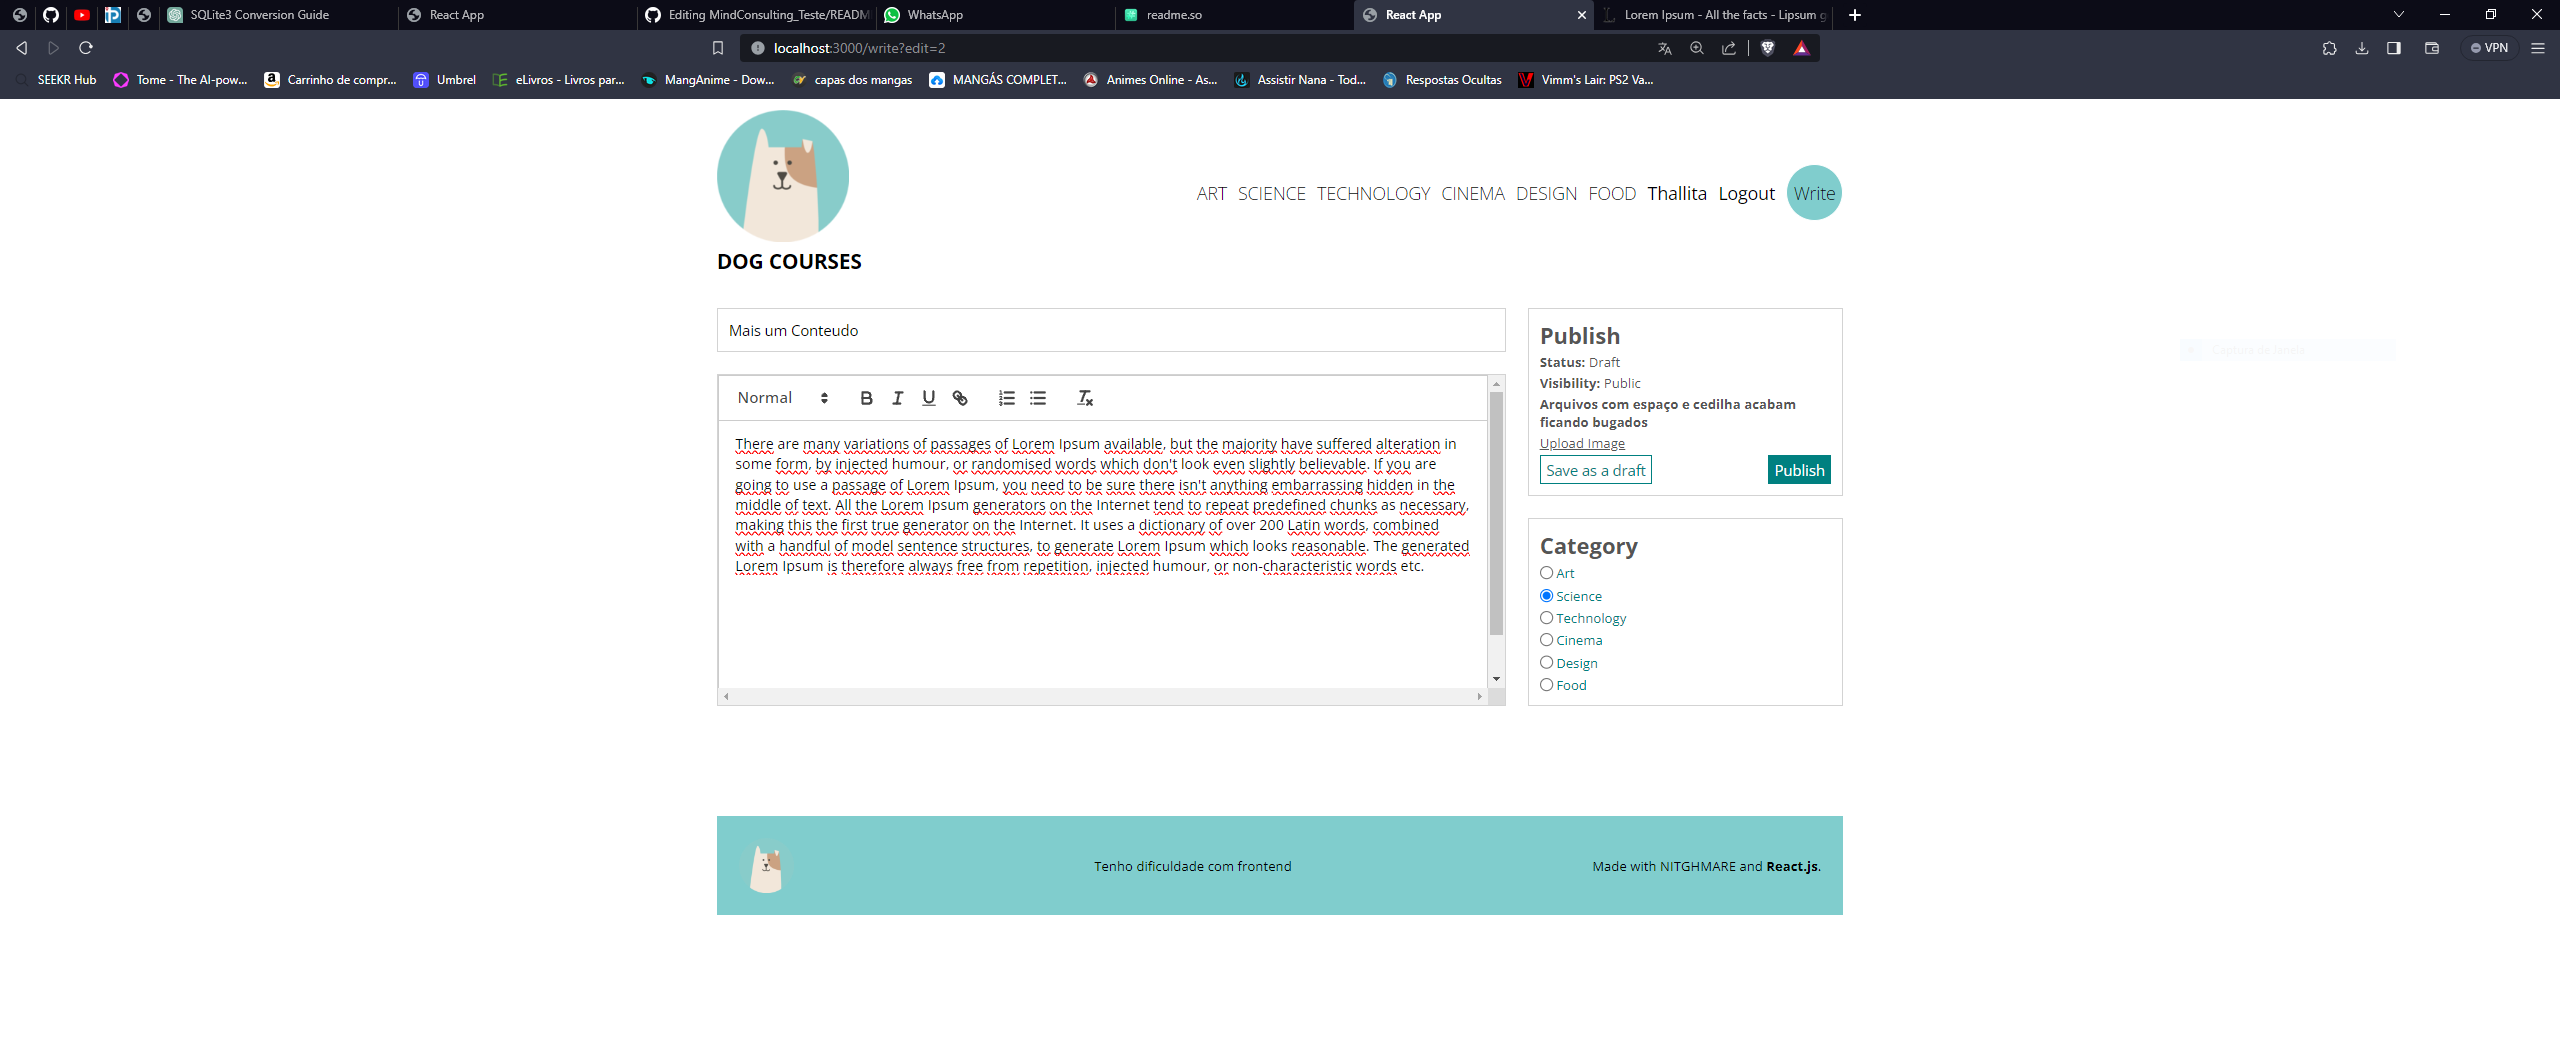 SQLite3 Conversion Guide
React App
Editing MindConsulting_Teste/READM
WhatsApp
readme.so
React App
Lorem Ipsum - All the facts - Lipsum g
localhost:3000/write?edit=2
VPN
SEEKR Hub
Tome - The AI-pow...
Carrinho de compr...
Umbrel
eLivros - Livros par...
MangAnime - Dow...
capas dos mangas
MANGÁS COMPLET...
Animes Online - As...
Assistir Nana - Tod...
Respostas Ocultas
Vimm's Lair: PS2 Va...
ART SCIENCE TECHNOLOGY CINEMA DESIGN FOOD Thallita Logout Write
DOG COURSES
Mais um Conteudo
Normal
There are many variations of passages of Lorem Ipsum available, but the majority have suffered alteration in
some form, by injected humour, or randomised words which don't look even slightly believable. If you are
going to use a passage of Lorem Ipsum, you need to be sure there isn't anything embarrassing hidden in the
middle of text. All the Lorem Ipsum generators on the Internet tend to repeat predefined chunks as necessary,
making this the first true generator on the Internet. It uses a dictionary of over 200 Latin words, combined
with a handful of model sentence structures, to generate Lorem Ipsum which looks reasonable. The generated
Lorem Ipsum is therefore always free from repetition, injected humour, or non-characteristic words etc.
Publish
Status: Draft
Visibility: Public
Arquivos com espaço e cedilha acabam
ficando bugados
Upload Image
Save as a draft
Publish
Category
Art
Science
Technology
Cinema
Design
Food
Tenho dificuldade com frontend
Made with NITGHMARE and React.js.